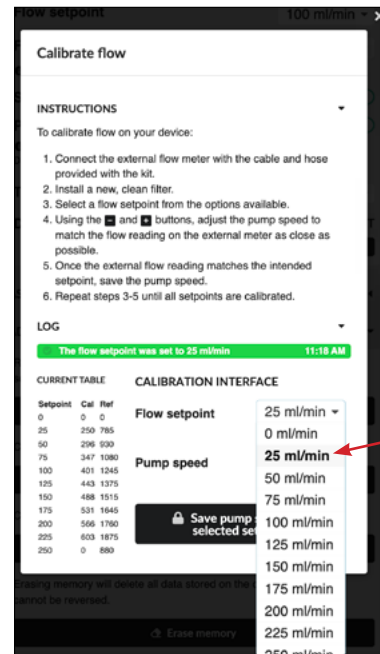 Flow setpoint 100 ml/min
Calibrate flow
INSTRUCTIONS
To calibrate flow on your device:
1. Connect the external flow meter with the cable and hose
provided with the kit.
2. Install a new, clean filter.
3. Select a flow setpoint from the options available.
4. Using the - and + buttons, adjust the pump speed to
match the flow reading on the external meter as close as
possible.
5. Once the external flow reading matches the intended
setpoint, save the pump speed.
6. Repeat steps 3-5 until all setpoints are calibrated.
LOG
The flow setpoint was set to 25 ml/min 11:18 AM
CURRENT TABLE
Setpoint Cal Ref
0 0 0
25 250 785
50 296 930
75 347 1080
100 401 1245
125 443 1375
150 488 1515
175 531 1645
200 566 1760
225 603 1875
250 0 880
CALIBRATION INTERFACE
Flow setpoint 25 ml/min
0 ml/min
25 ml/min
50 ml/min
75 ml/min
100 ml/min
125 ml/min
150 ml/min
175 ml/min
200 ml/min
225 ml/min
250 ml/min
Pump speed
Save pump
selected set
Erasing memory will delete all data stored on the
cannot be reversed.
Erase memory